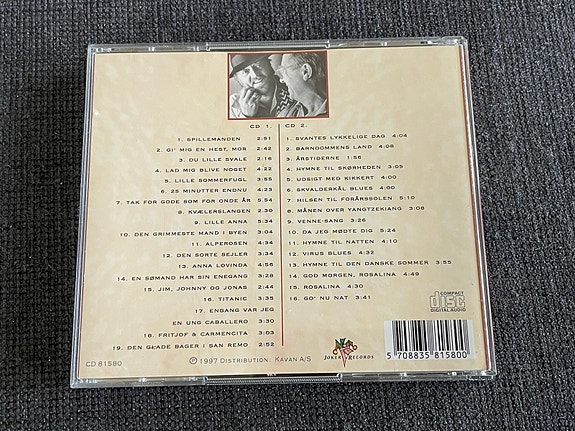 CD 1.
1. SPILLEMANDEN 2:51
2. GI' MIG EN HEST, MOR 2:42
3. DU LILLE SVALE 2:18
4. LAD MIG BLIVE NOGET 4:22
5. LILLE SOMMERFUGL 3:55
6. 25 MINUTTER ENDNU 4:23
7. TAK FOR GODE SOM FOR ONDE ÅR 5:54
8. KVÆLERSLANGEN 2.30
9. LILLE ANNA 5:31
10. DEN GRIMMESTE MAND I BYEN 3:04
11. ALPEROSEN 4:34
12. DEN SORTE SEJLER 3:34
13. ANNA LOVINDA 4:56
14. EN SØMAND HAR SIN ENEGANG 3:28
15. JIM, JOHNNY OG JONAS 2:44
16. TITANIC 3:35
17. ENGANG VAR JEG
EN UNG CABALLERO 3:30
18. FRITJOF & CARMENCITA 3:03
19. DEN GLADE BAGER I SAN REMO 2:52
CD 2.
1. SVANTES LYKKELIGE DAG 4:04
2. BARNDOMMENS LAND 4:08
3. ÅRSTIDERNE 1:56
4. HYMNE TIL SKØRHEDEN 3:05
5. UDSIGT MED KIKKERT 4:00
6. SKVALDERKÅL BLUES 4:00
7. HILSEN TIL FORÅRSSOLEN 5:10
8. MÅNEN OVER YANGTZEKIANG 3:08
9. VENNE-SANG 3:26
10. DA JEG MØDTE DIG 5:24
11. HYMNE TIL NATTEN 4:10
12. VIRUS BLUES 4:32
13. HYMNE TIL DEN DANSKE SOMMER 3:55
14. GOD MORGEN, ROSALINA 4:49
15. ROSALINA 4:30
16. GO' NU NAT 3:41
COMPACT
disc
DIGITAL AUDIO
CD 81580
℗ 1997 DISTRIBUTION: KAVAN A/S
JOKER RECORDS
5 708835 815800